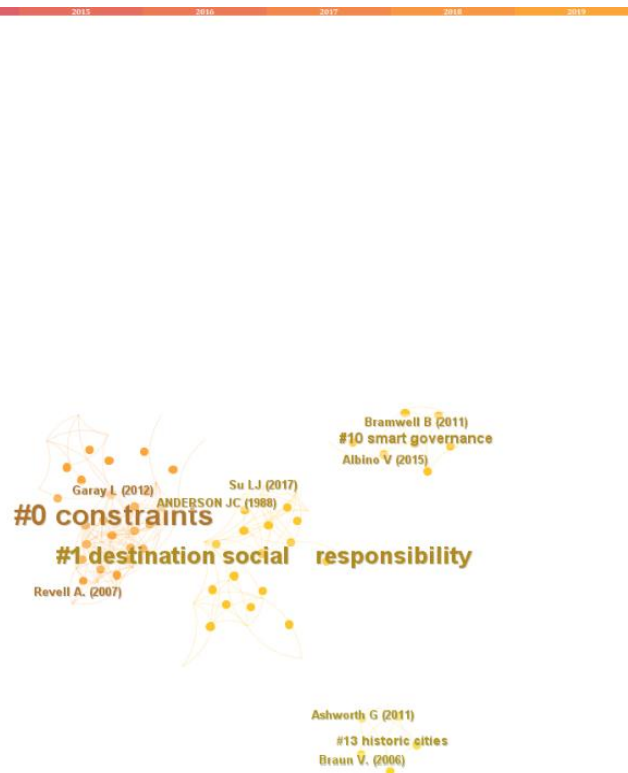 2015 2016 2017 2018 2019
Bramwell B (2011)
#10 smart governance
Albino V (2015)
Su LJ (2017)
Garay L (2012)
ANDERSON JC (1988)
#0 constraints
#1 destination social responsibility
Revell A. (2007)
Ashworth G (2011)
#13 historic cities
Braun V. (2006)